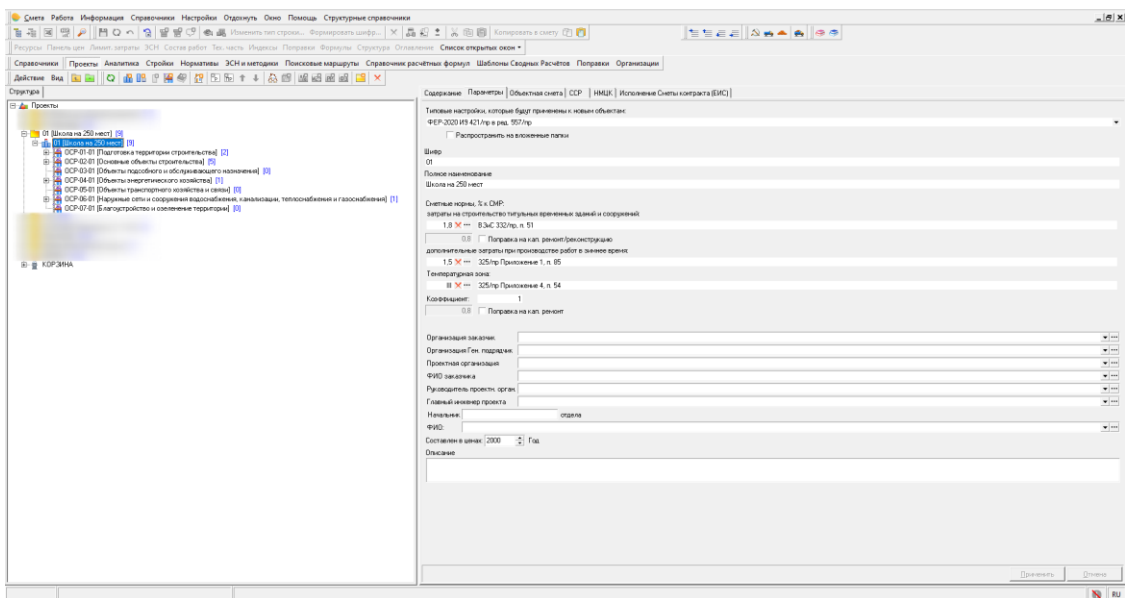 Смета Работа Информация Справочники Настройки Отдохнуть Окно Помощь Структурные справочники
Изменить тип строки... Формировать шифр... Копировать в смету
Ресурсы Панель цен Лимит. затраты ЭСН Состав работ Тех. часть Индексы Поправки Формулы Структура Оглавление Список открытых окон
Справочники Проекты Аналитика Стройки Нормативы ЭСН и методики Поисковые маршруты Справочник расчётных формул Шаблоны Сводных Расчётов Поправки Организации
Действие Вид
Структура
Проекты
01 [Школа на 250 мест] [9]
01 [Школа на 250 мест] [9]
ОСР-01-01 [Подготовка территории строительства] [2]
ОСР-02-01 [Основные объекты строительства] [5]
ОСР-03-01 [Объекты подсобного и обслуживающего назначения] [0]
ОСР-04-01 [Объекты энергетического хозяйства] [1]
ОСР-05-01 [Объекты транспортного хозяйства и связи] [0]
ОСР-06-01 [Наружные сети и сооружения водоснабжения, канализации, теплоснабжения и газоснабжения] [1]
ОСР-07-01 [Благоустройство и озеленение территории] [0]
КОРЗИНА
Содержание Параметры Объектная смета ССР НМЦК Исполнение Сметы контракта (ЕИС)
Типовые настройки, которые будут применены к новым объектам:
ФЕР-2020 И9 421/пр в ред. 557/пр
Распространить на вложенные папки
Шифр
01
Полное наименование
Школа на 250 мест
Сметные нормы, % к СМР:
затраты на строительство титульных временных зданий и сооружений:
1,8 ВЗиС 332/пр, п. 51
0.8 Поправка на кап. ремонт/реконструкцию
дополнительные затраты при производстве работ в зимнее время:
1,5 325/пр Приложение 1, п. 85
Температурная зона:
III 325/пр Приложение 4, п. 54
Коэффициент: 1
0.8 Поправка на кап. ремонт
Организация заказчик
Организация Ген. подрядчик
Проектная организация
ФИО заказчика
Руководитель проектн. орган.
Главный инженер проекта
Начальник отдела
ФИО:
Составлен в ценах 2000 Год
Описание
Применить Отмена
RU